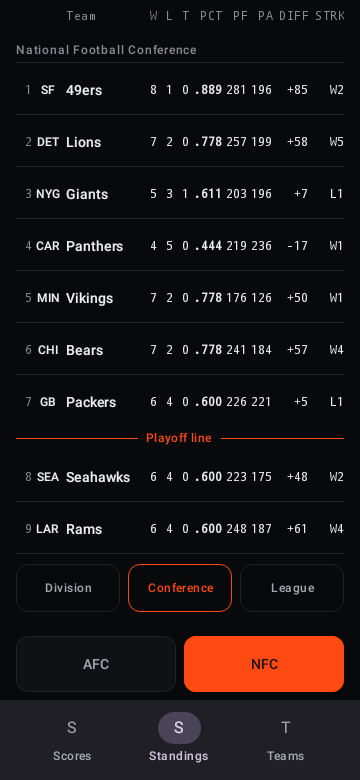 Team W L T PCT PF PA DIFF STRK
National Football Conference
1 SF 49ers 8 1 0 .889 281 196 +85 W2
2 DET Lions 7 2 0 .778 257 199 +58 W5
3 NYG Giants 5 3 1 .611 203 196 +7 L1
4 CAR Panthers 4 5 0 .444 219 236 -17 W1
5 MIN Vikings 7 2 0 .778 176 126 +50 W1
6 CHI Bears 7 2 0 .778 241 184 +57 W4
7 GB Packers 6 4 0 .600 226 221 +5 L1
Playoff line
8 SEA Seahawks 6 4 0 .600 223 175 +48 W2
9 LAR Rams 6 4 0 .600 248 187 +61 W4
Division Conference League
AFC NFC
S S T
Scores Standings Teams